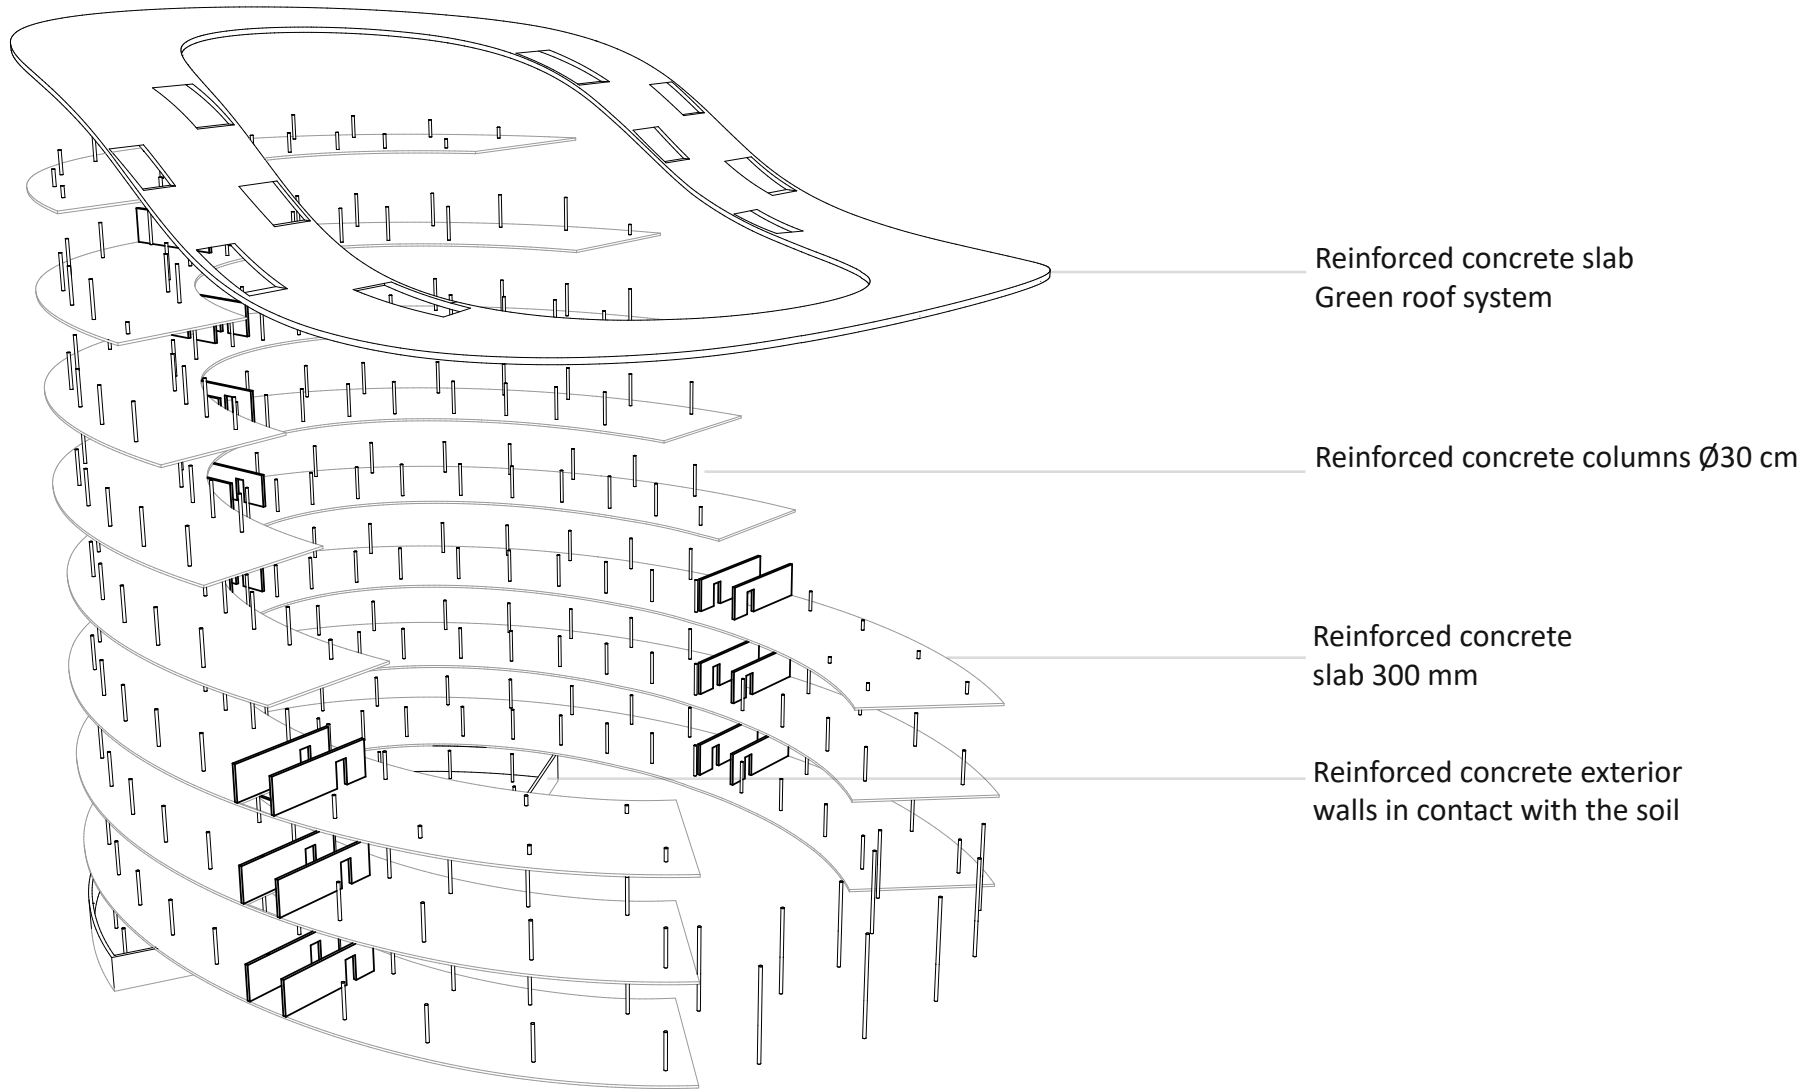 Reinforced concrete slab
Green roof system
Reinforced concrete columns Ø30 cm
Reinforced concrete
slab 300 mm
Reinforced concrete exterior
walls in contact with the soil